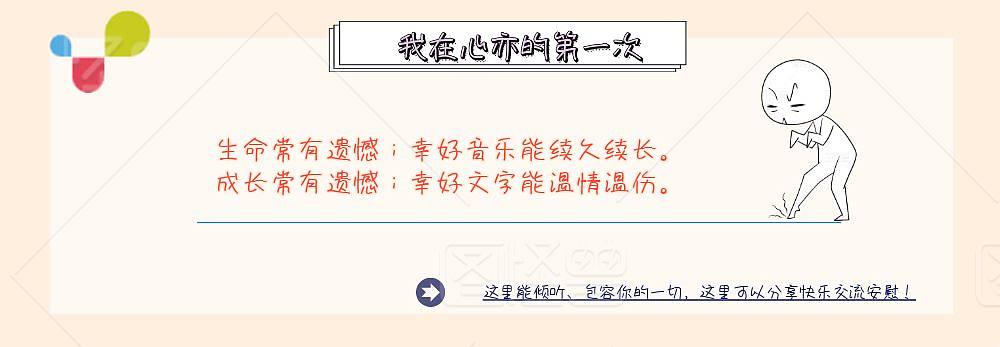 我在心亦的第一次
生命常有遗憾；幸好音乐能续久续长。
成长常有遗憾；幸好文字能温情温伤。
这里能倾听、包容你的一切，这里可以分享快乐交流安慰！